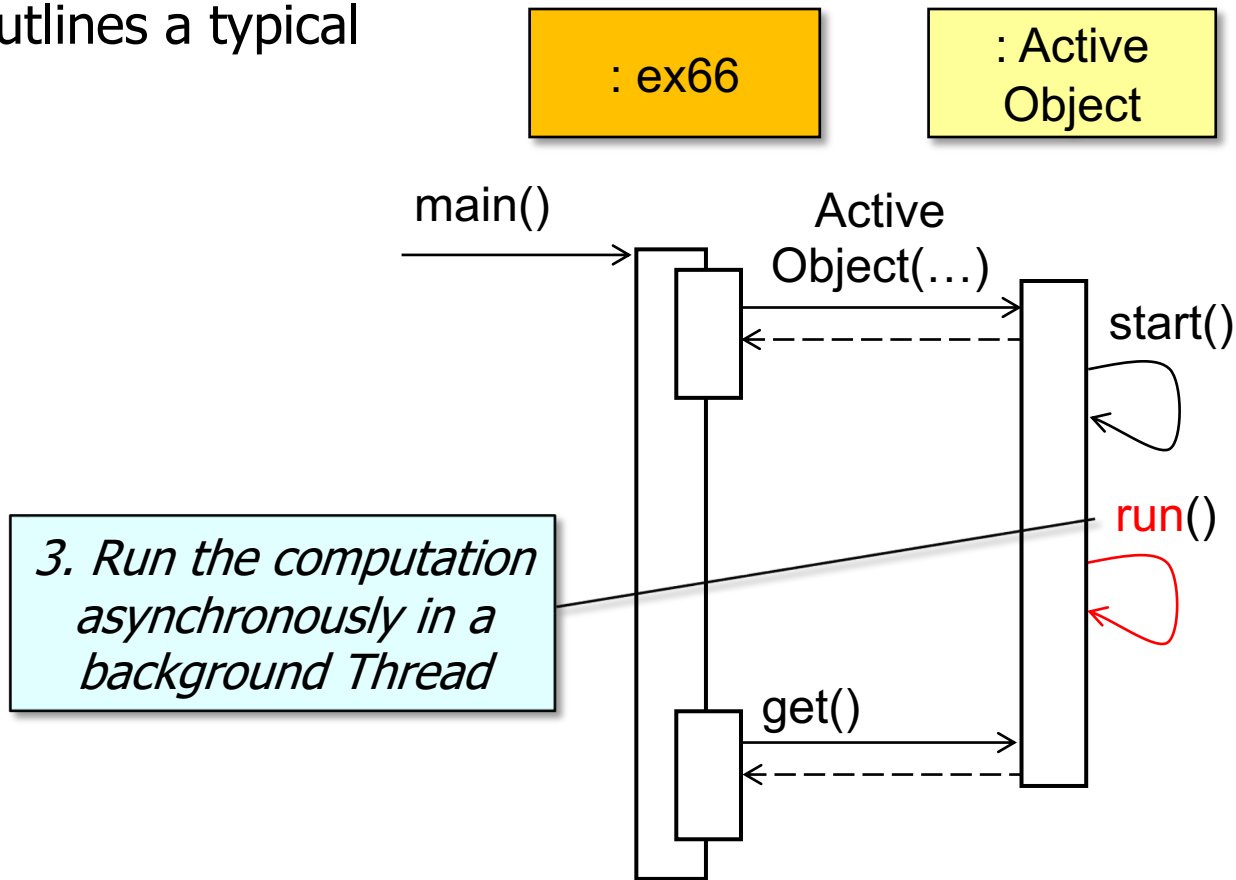 utlines a typical
: ex66
: Active
Object
main()
Active
Object(…)
start()
run()
3. Run the computation
asynchronously in a
background Thread
get()